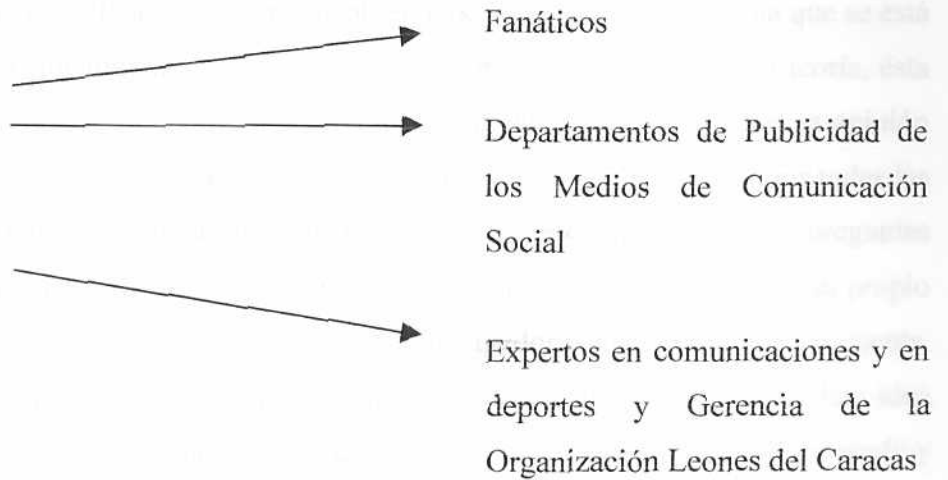 Fanáticos
Departamentos de Publicidad de
los Medios de Comunicación
Social
Expertos en comunicaciones y en
deportes y Gerencia de la
Organización Leones del Caracas